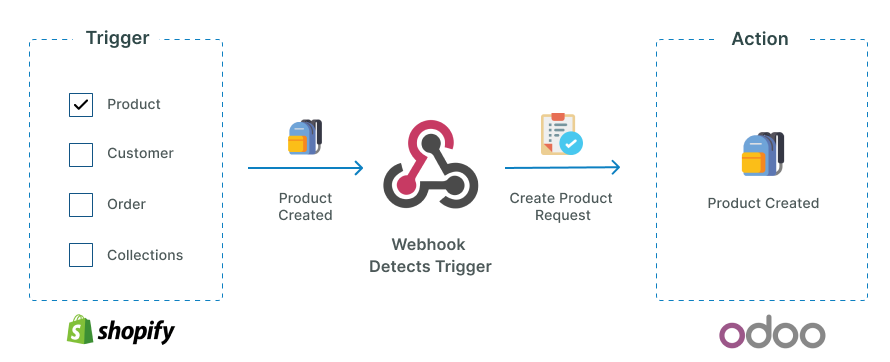 Trigger
Product
Customer
Order
Collections
shopify
Product
Created
Webhook
Detects Trigger
Create Product
Request
Action
Product Created
odoo